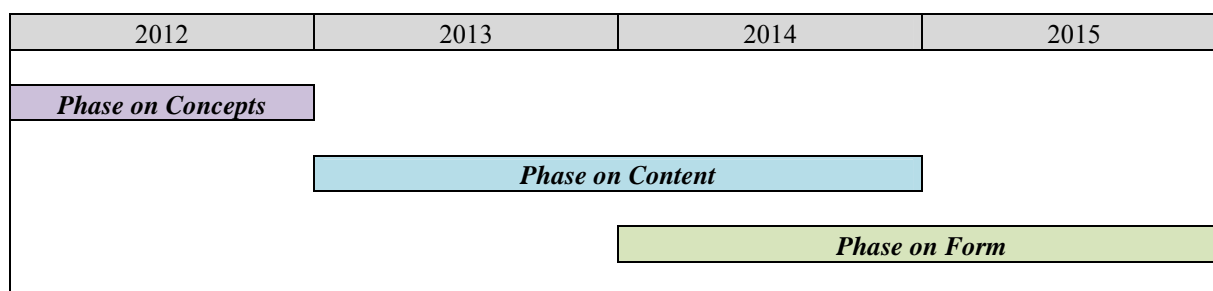 2012 2013 2014 2015
Phase on Concepts
Phase on Content
Phase on Form